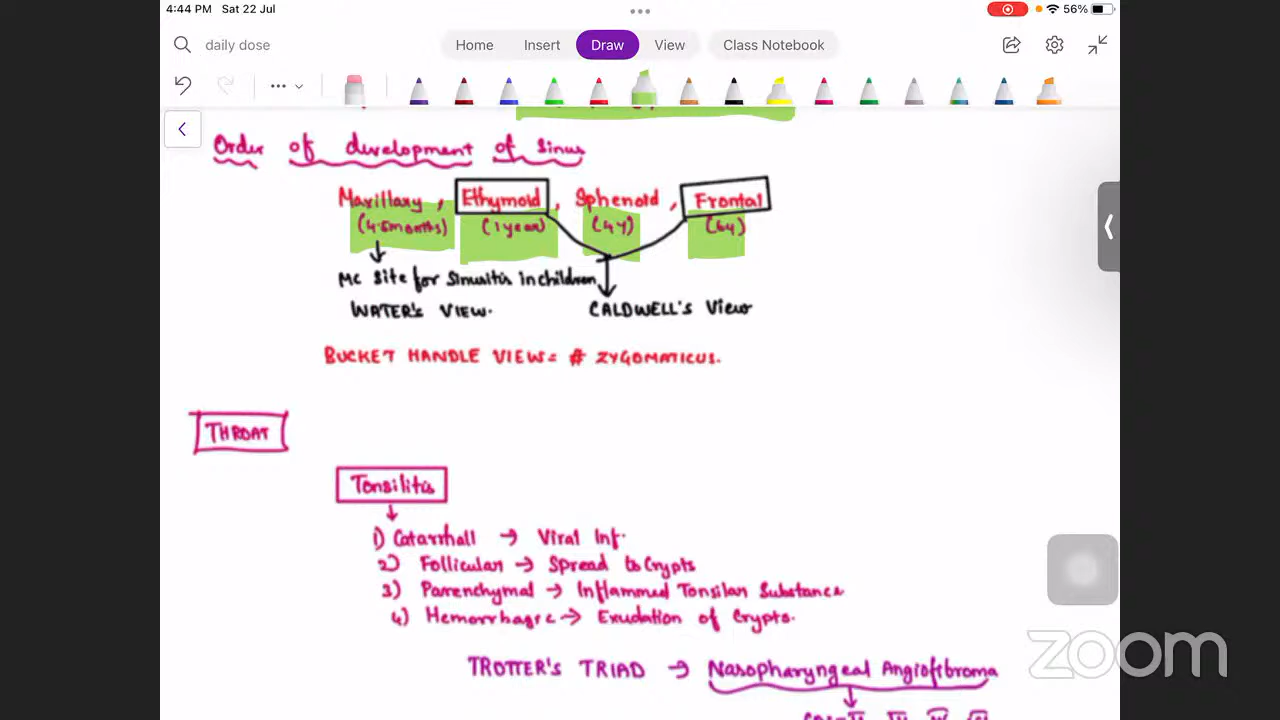 4:44 PM Sat 22 Jul
56%
daily dose
Home Insert Draw View Class Notebook
Order of development of Sinus
Maxillary, Ethymoid, Sphenoid, Frontal
(4-5months) (1year) (4y) (6y)
MC Site for Sinusitis in children
WATER's VIEW. CALDWELL's View
BUCKET HANDLE VIEW = # ZYGOMATICUS.
THROAT
Tonsilitis
1) Catarrhall → Viral Inf.
2) Follicular → Spread to Crypts
3) Parenchymal → Inflammed Tonsilar Substance
4) Hemorrhagic → Exudation of Crypts.
TROTTER'S TRIAD → Nasopharyngeal Angiofibroma
zoom